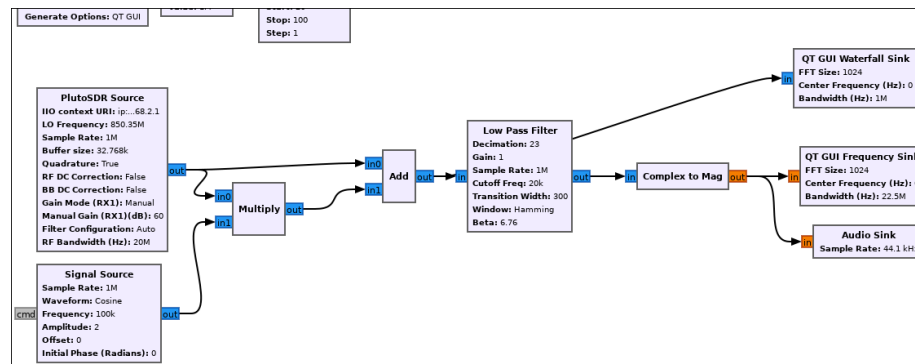 Generate Options: QT GUI
Stop: 100
Step: 1
QT GUI Waterfall Sink
FFT Size: 1024
Center Frequency (Hz): 0
Bandwidth (Hz): 1M
in
PlutoSDR Source
IIO context URI: ip:...68.2.1
LO Frequency: 850.35M
Sample Rate: 1M
Buffer size: 32.768k
Quadrature: True
RF DC Correction: False
BB DC Correction: False
Gain Mode (RX1): Manual
Manual Gain (RX1)(dB): 60
Filter Configuration: Auto
RF Bandwidth (Hz): 20M
out
in0
in1
Multiply
out
in0
in1
Add
out
Low Pass Filter
Decimation: 23
Gain: 1
Sample Rate: 1M
Cutoff Freq: 20k
Transition Width: 300
Window: Hamming
Beta: 6.76
in
out
in
Complex to Mag
out
QT GUI Frequency Sink
FFT Size: 1024
Center Frequency (Hz):
Bandwidth (Hz): 22.5M
in
Audio Sink
Sample Rate: 44.1 kHz
in
Signal Source
Sample Rate: 1M
Waveform: Cosine
Frequency: 100k
Amplitude: 2
Offset: 0
Initial Phase (Radians): 0
cmd
out